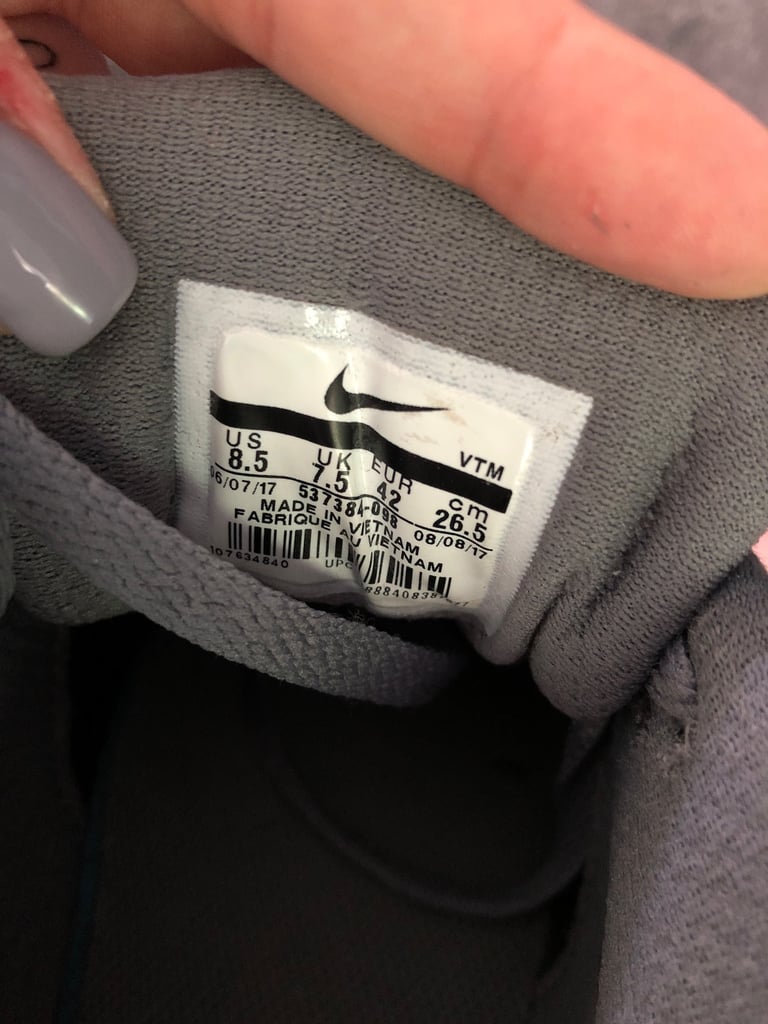 VTM
US UK EUR cm
8.5 7.5 42 26.5
06/07/17 537384-098 08/08/17
MADE IN VIETNAM
FABRIQUE AU VIETNAM
107634840 UPC